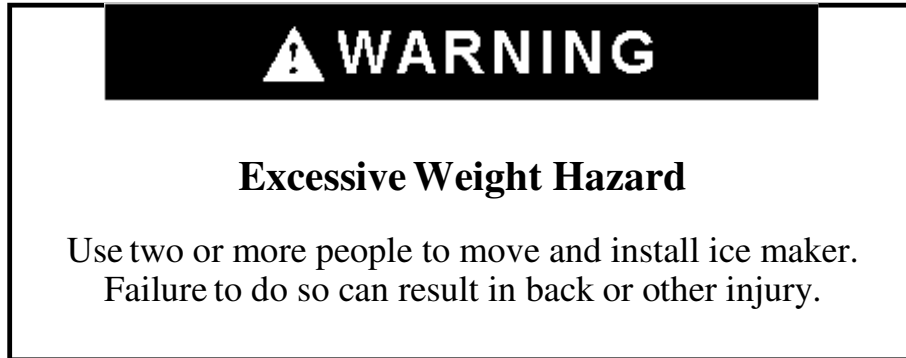 WARNING
Excessive Weight Hazard
Use two or more people to move and install ice maker.
Failure to do so can result in back or other injury.